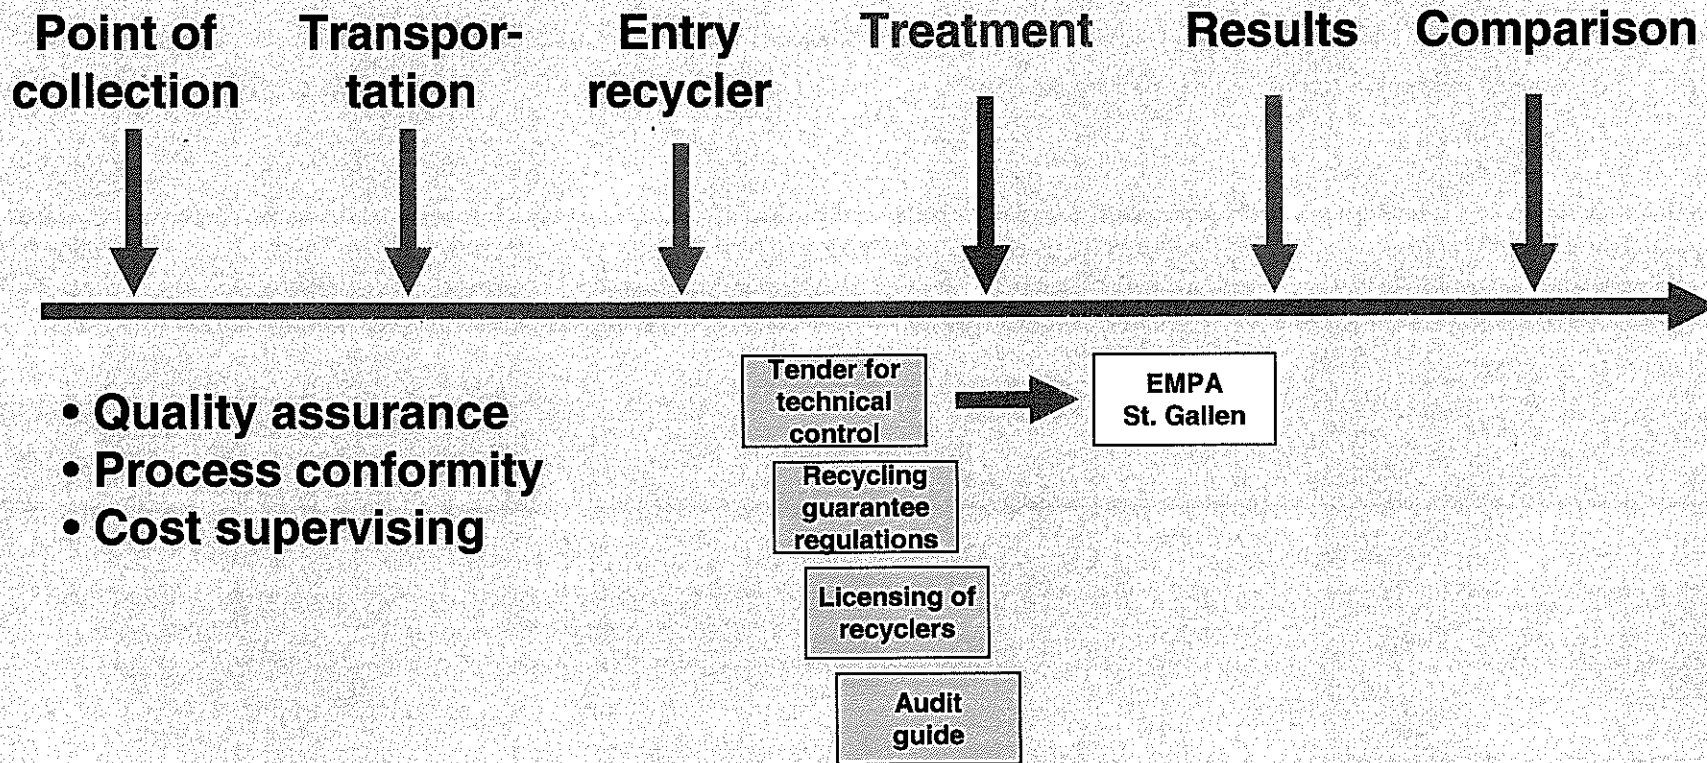 Point of
collection
Transpor-
tation
Entry
recycler
Treatment
Results
Comparison
• Quality assurance
• Process conformity
• Cost supervising
Tender for
technical
control
EMPA
St. Gallen
Recycling
guarantee
regulations
Licensing of
recyclers
Audit
guide